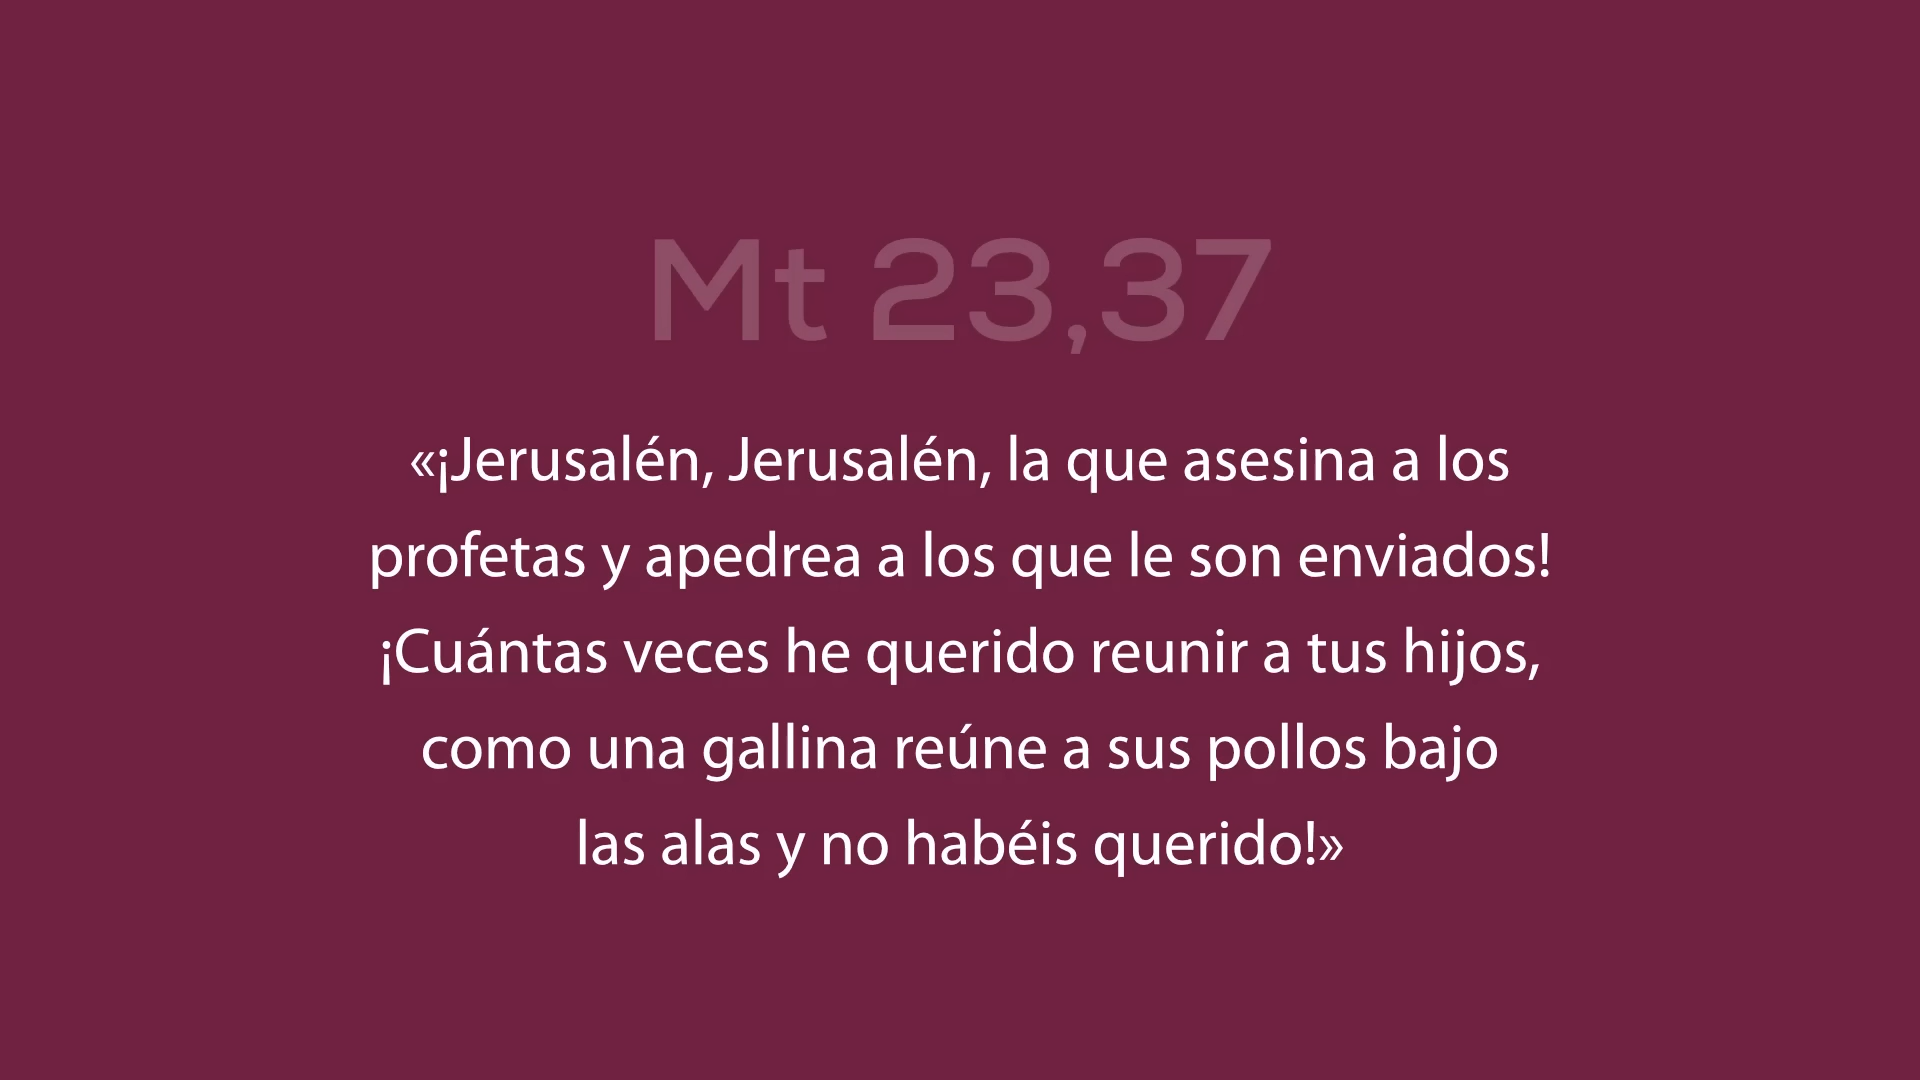 Mt 23,37
«¡Jerusalén, Jerusalén, la que asesina a los
profetas y apedrea a los que le son enviados!
¡Cuántas veces he querido reunir a tus hijos,
como una gallina reúne a sus pollos bajo
las alas y no habéis querido!»